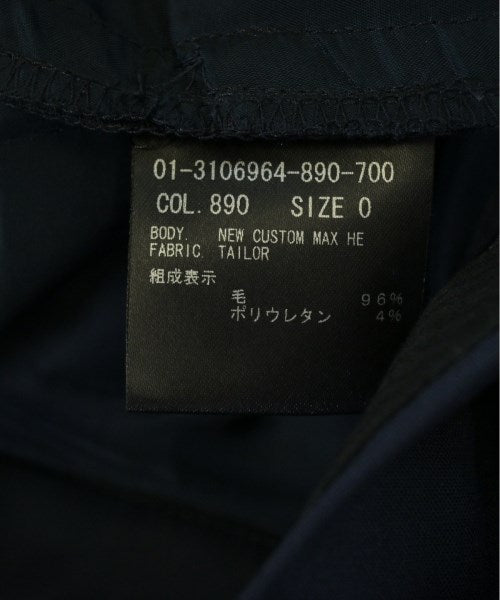 01-3106964-890-700
COL. 890 SIZE 0
BODY. NEW CUSTOM MAX HE
FABRIC TAILOR
組成表示
毛 96%
ポリウレタン 4%